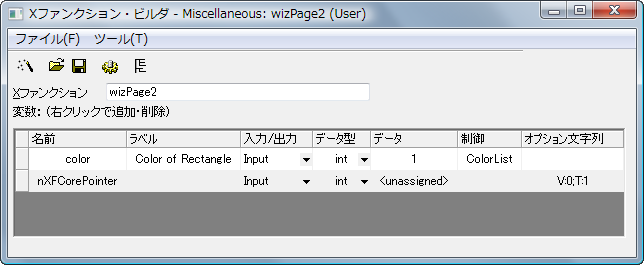 Xファンクション・ビルダ - Miscellaneous: wizPage2 (User)
ファイル(F) ツール(T)
Xファンクション wizPage2
変数: (右クリックで追加・削除)
名前 ラベル 入力/出力 データ型 データ 制御 オプション文字列
color Color of Rectangle Input int 1 ColorList
nXFCorePointer Input int <unassigned> V:0;T:1